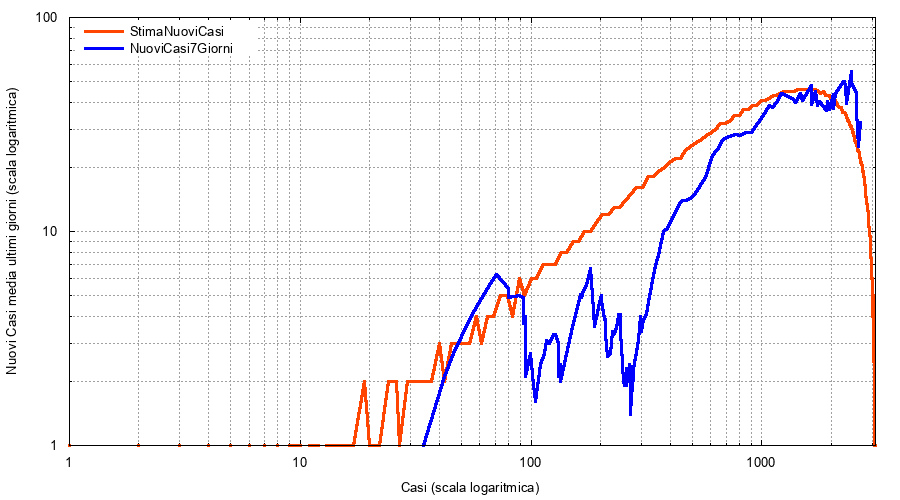 100
StimaNuoviCasi
NuoviCasi7Giorni
Nuovi Casi media ultimi giorni (scala logaritmica)
10
1
1 10 100 1000
Casi (scala logaritmica)